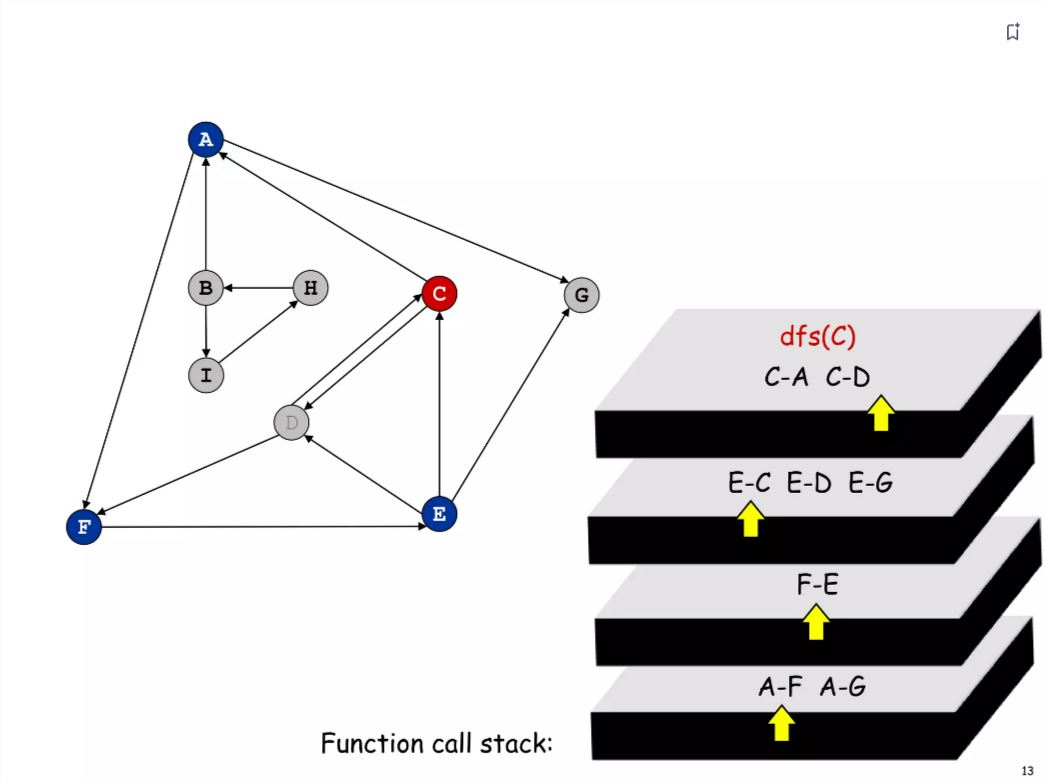 A
B
H
C
G
I
D
F
E
dfs(C)
C-A C-D
E-C E-D E-G
F-E
A-F A-G
Function call stack:
13